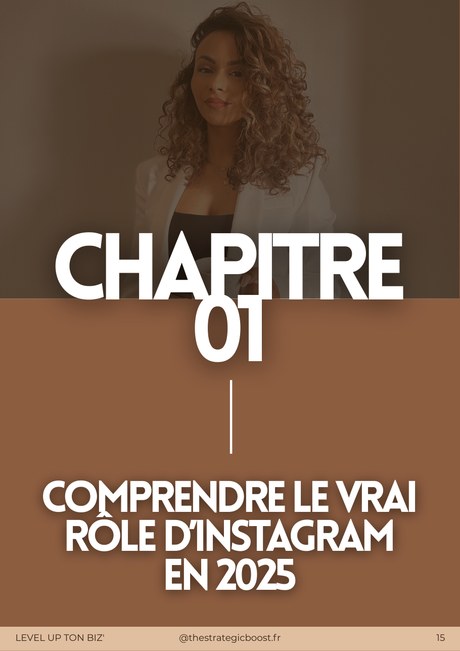 CHAPITRE
01
COMPRENDRE LE VRAI
RÔLE D'INSTAGRAM
EN 2025
LEVEL UP TON BIZ' @thestrategicboost.fr 15